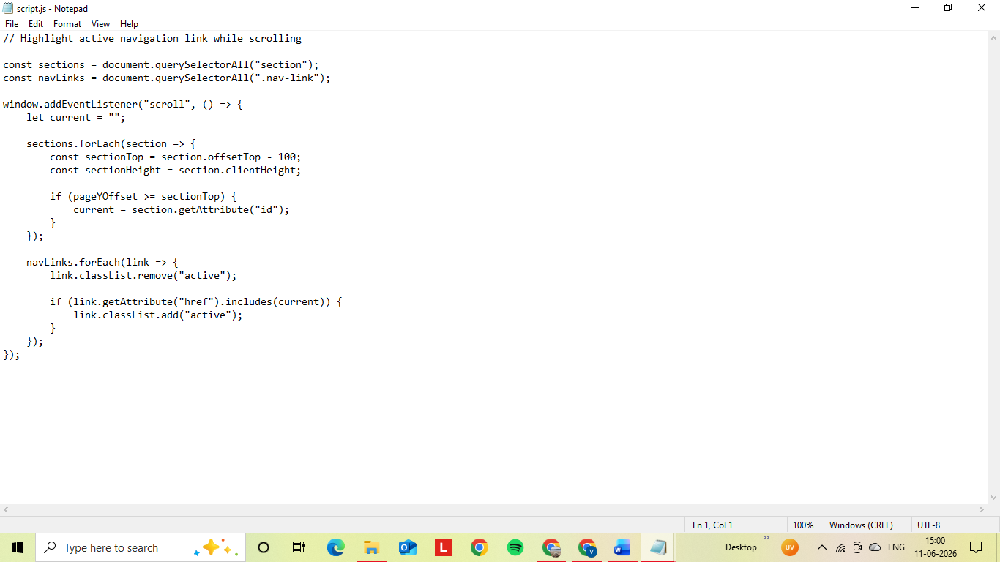 script.js - Notepad
File Edit Format View Help
// Highlight active navigation link while scrolling
const sections = document.querySelectorAll("section");
const navLinks = document.querySelectorAll(".nav-link");
window.addEventListener("scroll", () => {
    let current = "";
    sections.forEach(section => {
        const sectionTop = section.offsetTop - 100;
        const sectionHeight = section.clientHeight;
        if (pageYOffset >= sectionTop) {
            current = section.getAttribute("id");
        }
    });
    navLinks.forEach(link => {
        link.classList.remove("active");
        if (link.getAttribute("href").includes(current)) {
            link.classList.add("active");
        }
    });
});
Ln 1, Col 1 100% Windows (CRLF) UTF-8
Type here to search
L
V
W
Desktop
UV
ENG
15:00
11-06-2026